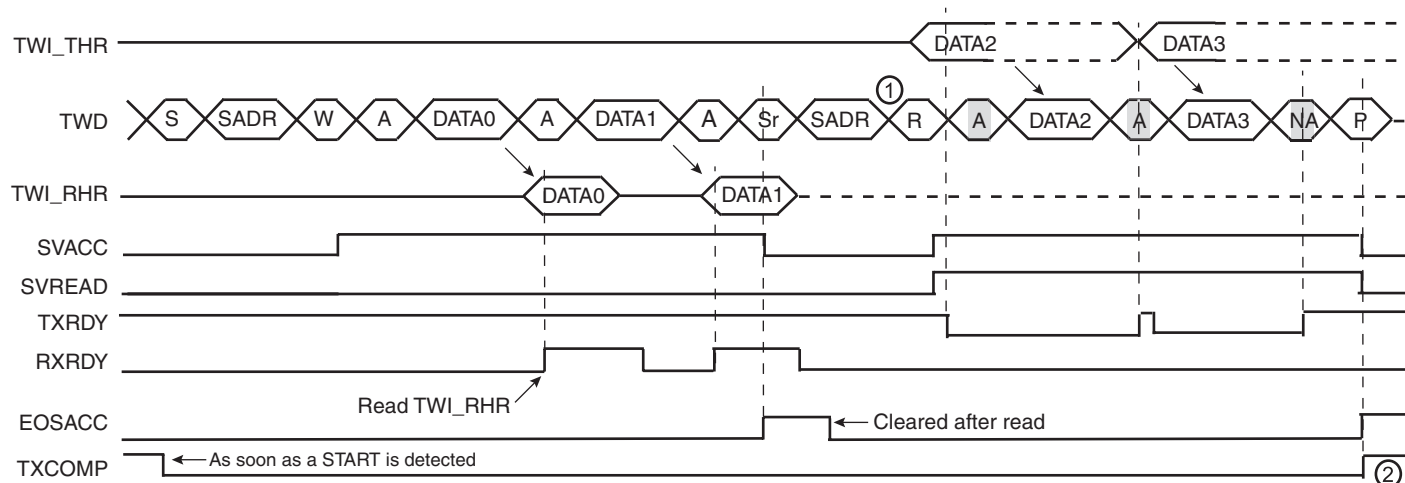 TWI_THR DATA2 DATA3
1
TWD S SADR W A DATA0 A DATA1 A Sr SADR R A DATA2 A DATA3 NA P
TWI_RHR DATA0 DATA1
SVACC
SVREAD
TXRDY
RXRDY
Read TWI_RHR
EOSACC Cleared after read
As soon as a START is detected
TXCOMP 2